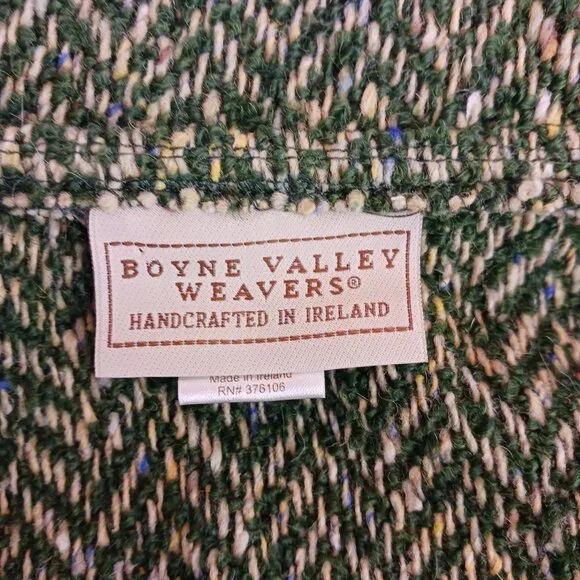 BOYNE VALLEY
WEAVERS®
HANDCRAFTED IN IRELAND
Made in Ireland
RN# 376106